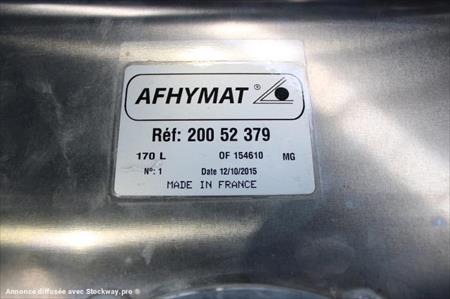 AFHYMAT ®
Réf: 200 52 379
170 L OF 154610 MG
N°: 1 Date 12/10/2015
MADE IN FRANCE
Annonce diffusée avec Stockway.pro ®